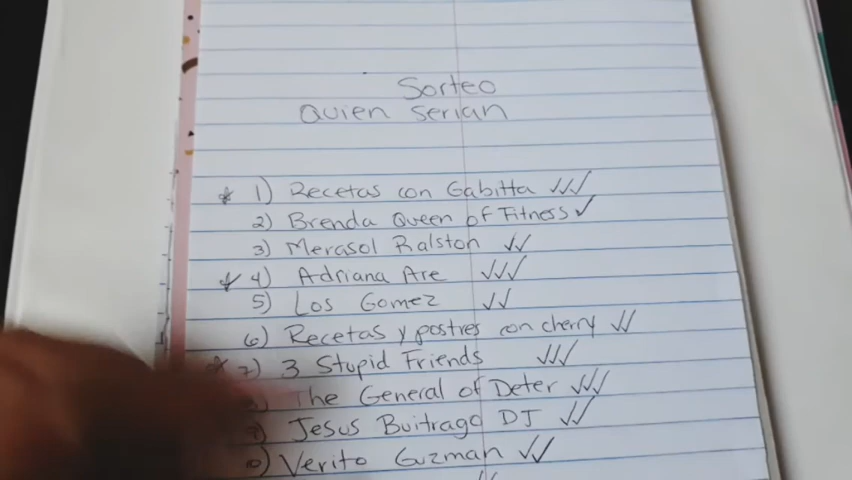 Sorteo
Quien serian
* 1) Recetas con Gabitta ✓✓✓
2) Brenda Queen of Fitness ✓
3) Merasol Ralston ✓✓
* 4) Adriana Are ✓✓✓
5) Los Gomez ✓✓
6) Recetas y postres con cherry ✓✓
* 7) 3 Stupid Friends ✓✓✓
The General of Deter ✓✓✓
Jesus Buitrago DJ ✓✓
10) Verito Guzman ✓✓